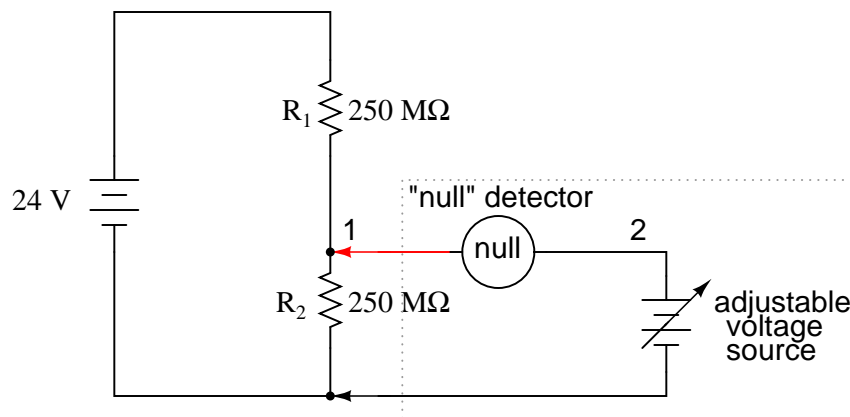 R1 250 MΩ
24 V
"null" detector
1
null
2
R2 250 MΩ
adjustable
voltage
source